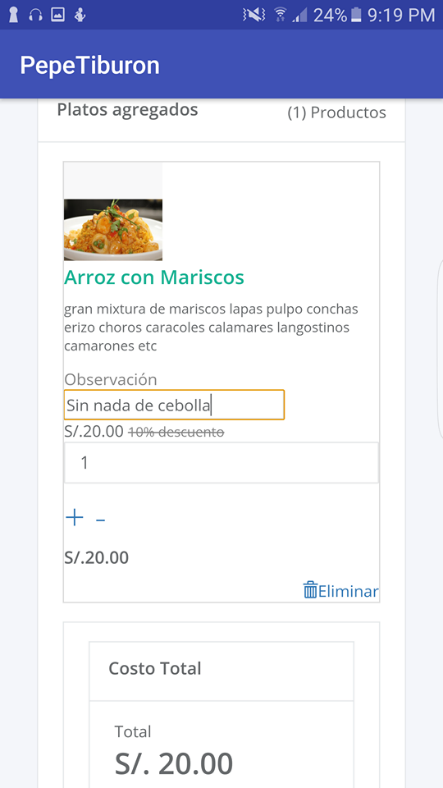 24% 9:19 PM
PepeTiburon
Platos agregados
(1) Productos
Arroz con Mariscos
gran mixtura de mariscos lapas pulpo conchas
erizo choros caracoles calamares langostinos
camarones etc
Observación
Sin nada de cebolla
S/.20.00 10% descuento
1
+ -
S/.20.00
Eliminar
Costo Total
Total
S/. 20.00